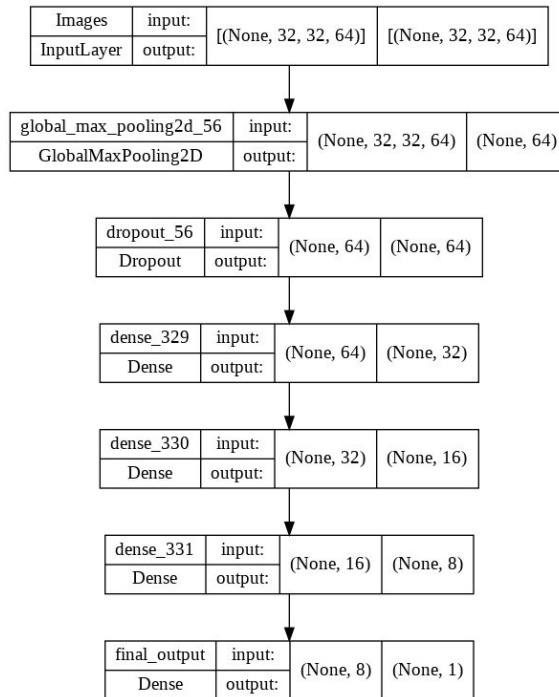 Images input: [(None, 32, 32, 64)] [(None, 32, 32, 64)]
InputLayer output:
global_max_pooling2d_56 input: (None, 32, 32, 64) (None, 64)
GlobalMaxPooling2D output:
dropout_56 input: (None, 64) (None, 64)
Dropout output:
dense_329 input: (None, 64) (None, 32)
Dense output:
dense_330 input: (None, 32) (None, 16)
Dense output:
dense_331 input: (None, 16) (None, 8)
Dense output:
final_output input: (None, 8) (None, 1)
Dense output: